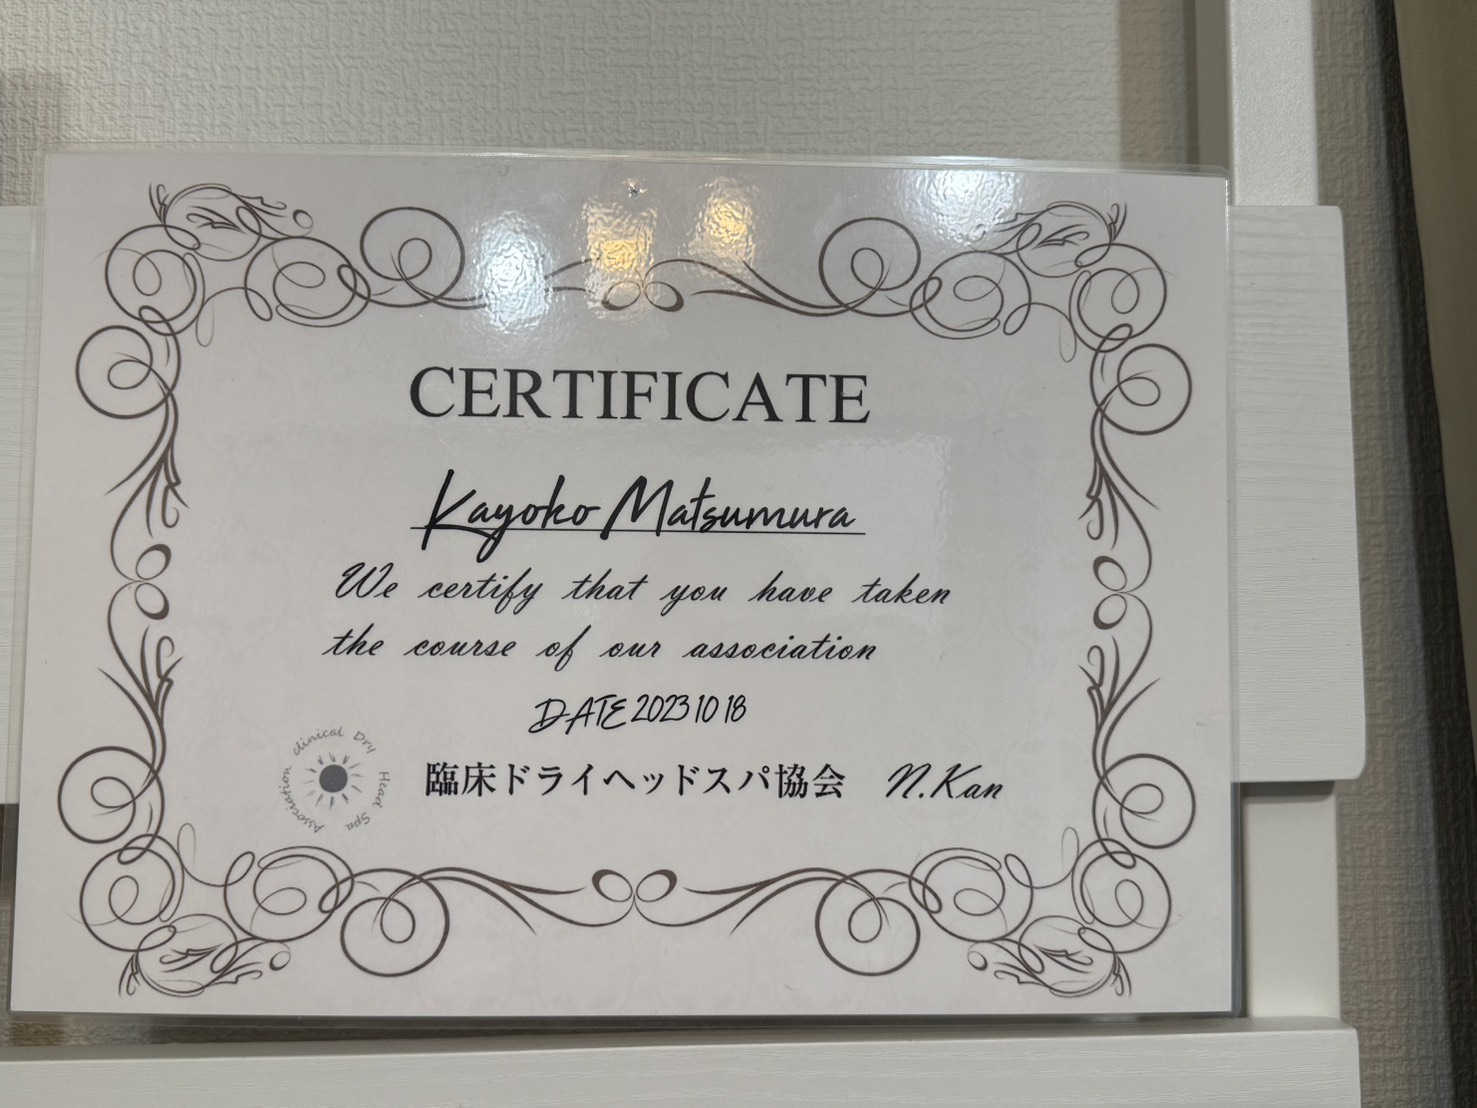 CERTIFICATE
Kayoko Matsumura
We certify that you have taken
the course of our association
DATE 2023 10 18
clinical Dry Head Spa Association
臨床ドライヘッドスパ協会 N.Kan